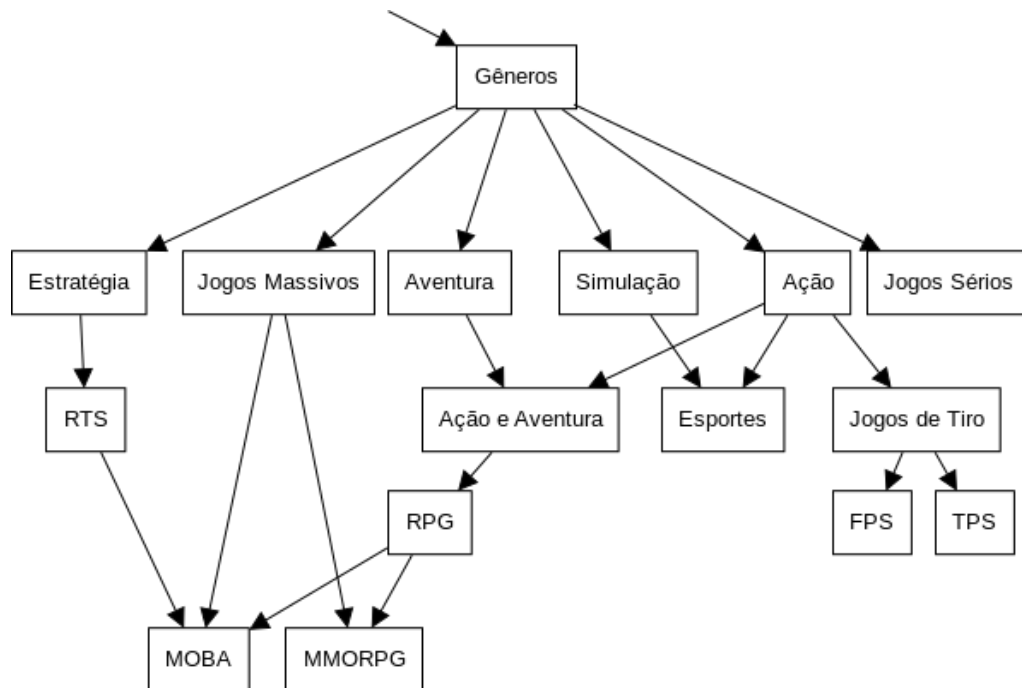 Gêneros
Estratégia
Jogos Massivos
Aventura
Simulação
Ação
Jogos Sérios
RTS
Ação e Aventura
Esportes
Jogos de Tiro
RPG
FPS
TPS
MOBA
MMORPG